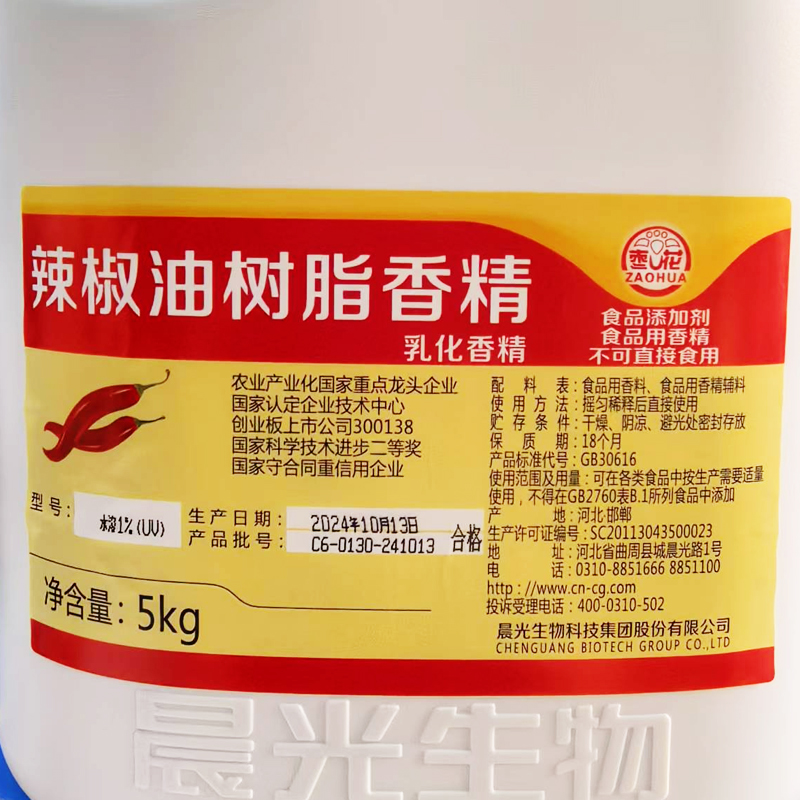 枣花
ZAOHUA
辣椒油树脂香精
乳化香精
食品添加剂
食品用香精
不可直接食用
农业产业化国家重点龙头企业
国家认定企业技术中心
创业板上市公司300138
国家科学技术进步二等奖
国家守合同重信用企业
型号：水溶1%(UV)
生产日期：2024年10月13日
产品批号：C6-0130-241013 合格
净含量：5kg
配料表：食品用香料、食品用香精辅料
使用方法：摇匀稀释后直接使用
贮存条件：干燥、阴凉、避光处密封存放
保质期：18个月
产品标准代号：GB30616
使用范围及用量：可在各类食品中按生产需要适量
使用，不得在GB2760表B.1所列食品中添加
产地：河北·邯郸
生产许可证编号：SC20113043500023
地址：河北省曲周县城晨光路1号
电话：0310-8851666 8851100
http://www.cn-cg.com
投诉受理电话：400-0310-502
晨光生物科技集团股份有限公司
CHENGUANG BIOTECH GROUP CO.,LTD
晨光生物